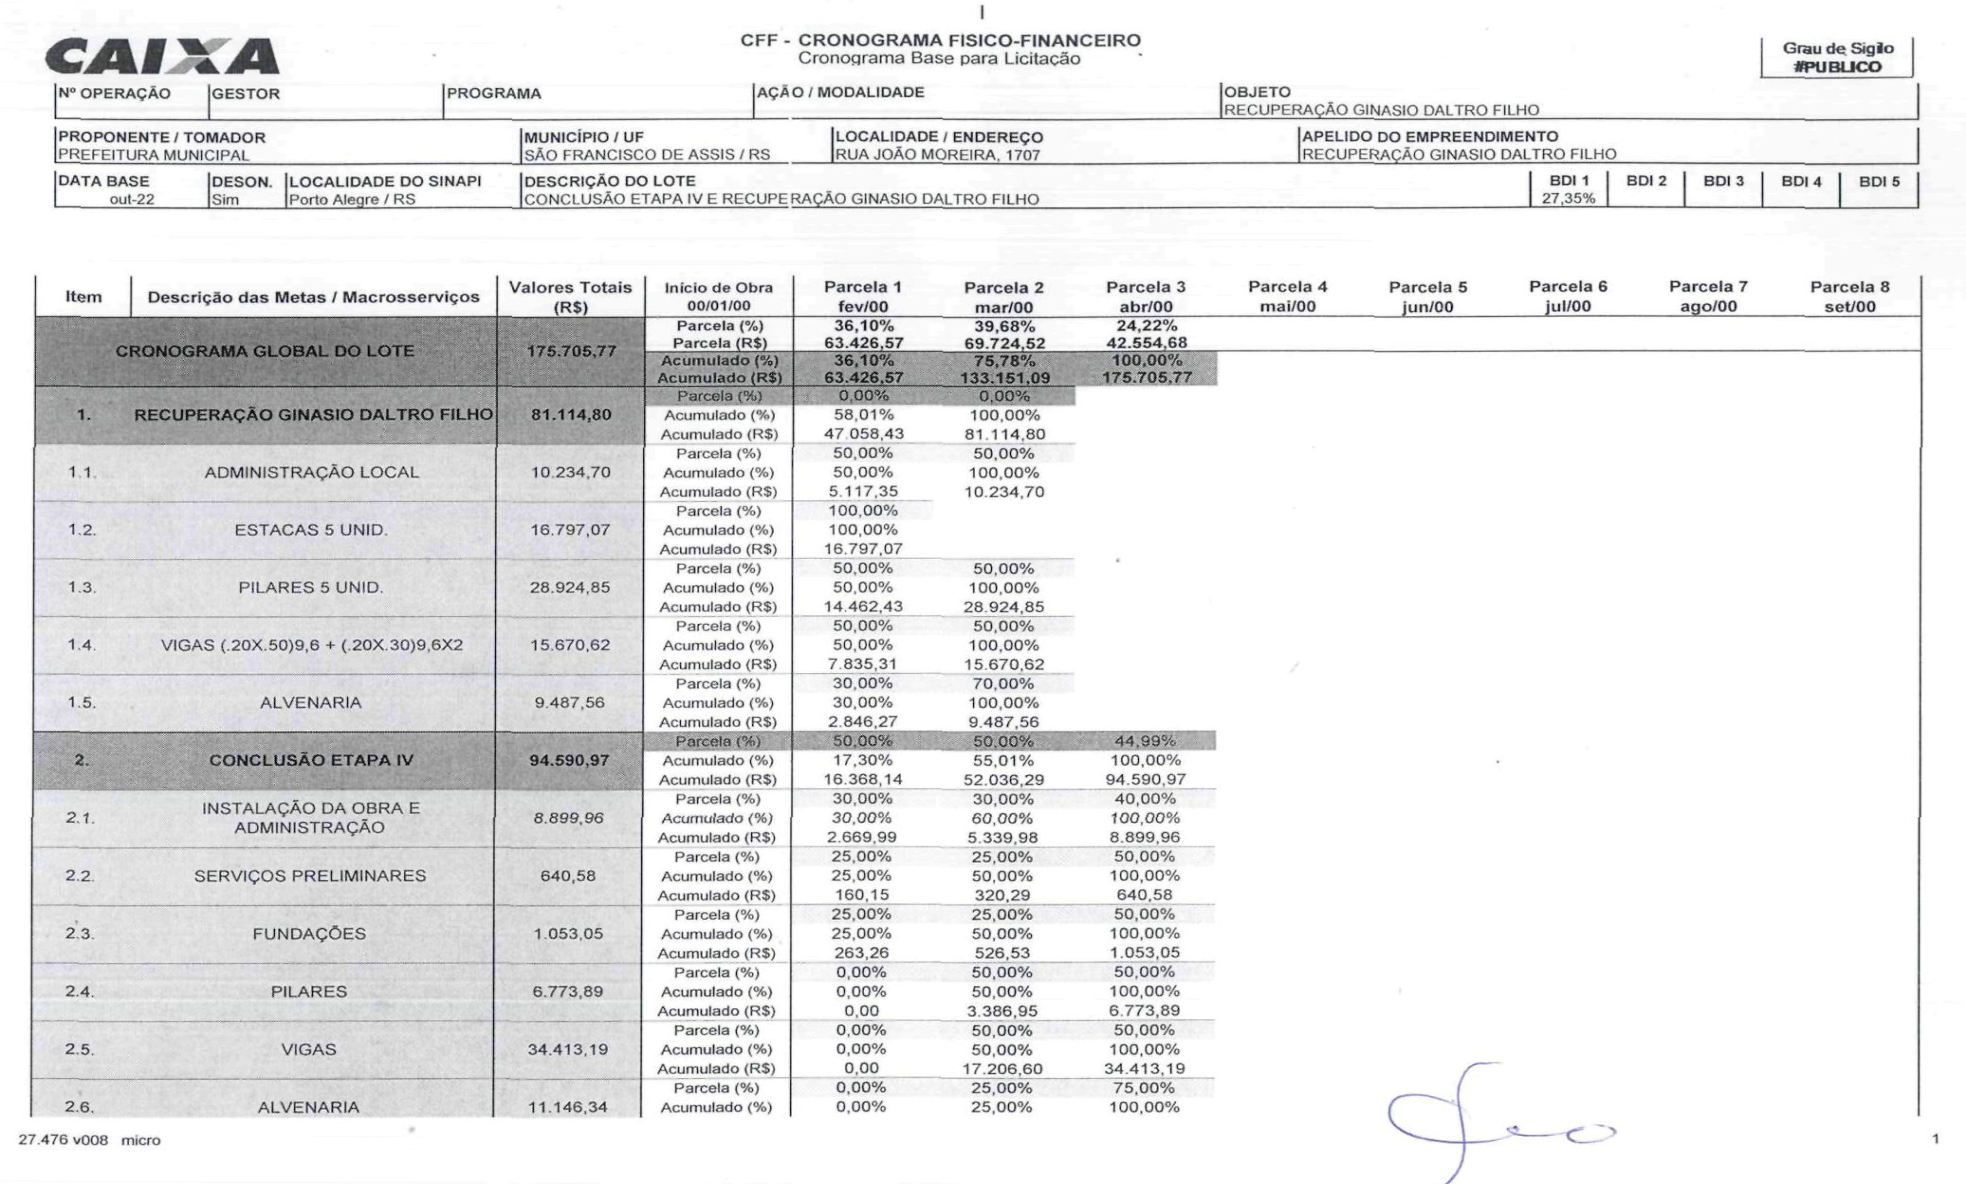 CAIXA
CFF - CRONOGRAMA FISICO-FINANCEIRO
Cronograma Base para Licitação
Grau de Sigilo
#PUBLICO
Nº OPERAÇÃO GESTOR PROGRAMA AÇÃO / MODALIDADE OBJETO
RECUPERAÇÃO GINASIO DALTRO FILHO
PROPONENTE / TOMADOR MUNICÍPIO / UF LOCALIDADE / ENDEREÇO APELIDO DO EMPREENDIMENTO
PREFEITURA MUNICIPAL SÃO FRANCISCO DE ASSIS / RS RUA JOÃO MOREIRA, 1707 RECUPERAÇÃO GINASIO DALTRO FILHO
DATA BASE DESON. LOCALIDADE DO SINAPI DESCRIÇÃO DO LOTE BDI 1 BDI 2 BDI 3 BDI 4 BDI 5
out-22 Sim Porto Alegre / RS CONCLUSÃO ETAPA IV E RECUPERAÇÃO GINASIO DALTRO FILHO 27,35%
Item Descrição das Metas / Macrosserviços Valores Totais (R$) Início de Obra Parcela 1 Parcela 2 Parcela 3 Parcela 4 Parcela 5 Parcela 6 Parcela 7 Parcela 8
00/01/00 fev/00 mar/00 abr/00 mai/00 jun/00 jul/00 ago/00 set/00
CRONOGRAMA GLOBAL DO LOTE 175.705,77
Parcela (%) 36,10% 39,68% 24,22%
Parcela (R$) 63.426,57 69.724,52 42.554,68
Acumulado (%) 36,10% 75,78% 100,00%
Acumulado (R$) 63.426,57 133.151,09 175.705,77
1. RECUPERAÇÃO GINASIO DALTRO FILHO 81.114,80
Parcela (%) 0,00% 0,00%
Acumulado (%) 58,01% 100,00%
Acumulado (R$) 47.058,43 81.114,80
1.1. ADMINISTRAÇÃO LOCAL 10.234,70
Parcela (%) 50,00% 50,00%
Acumulado (%) 50,00% 100,00%
Acumulado (R$) 5.117,35 10.234,70
1.2. ESTACAS 5 UNID. 16.797,07
Parcela (%) 100,00%
Acumulado (%) 100,00%
Acumulado (R$) 16.797,07
1.3. PILARES 5 UNID. 28.924,85
Parcela (%) 50,00% 50,00%
Acumulado (%) 50,00% 100,00%
Acumulado (R$) 14.462,43 28.924,85
1.4. VIGAS (.20X.50)9,6 + (.20X.30)9,6X2 15.670,62
Parcela (%) 50,00% 50,00%
Acumulado (%) 50,00% 100,00%
Acumulado (R$) 7.835,31 15.670,62
1.5. ALVENARIA 9.487,56
Parcela (%) 30,00% 70,00%
Acumulado (%) 30,00% 100,00%
Acumulado (R$) 2.846,27 9.487,56
2. CONCLUSÃO ETAPA IV 94.590,97
Parcela (%) 50,00% 50,00% 44,99%
Acumulado (%) 17,30% 55,01% 100,00%
Acumulado (R$) 16.368,14 52.036,29 94.590,97
2.1. INSTALAÇÃO DA OBRA E
ADMINISTRAÇÃO 8.899,96
Parcela (%) 30,00% 30,00% 40,00%
Acumulado (%) 30,00% 60,00% 100,00%
Acumulado (R$) 2.669,99 5.339,98 8.899,96
2.2. SERVIÇOS PRELIMINARES 640,58
Parcela (%) 25,00% 25,00% 50,00%
Acumulado (%) 25,00% 50,00% 100,00%
Acumulado (R$) 160,15 320,29 640,58
2.3. FUNDAÇÕES 1.053,05
Parcela (%) 25,00% 25,00% 50,00%
Acumulado (%) 25,00% 50,00% 100,00%
Acumulado (R$) 263,26 526,53 1.053,05
2.4. PILARES 6.773,89
Parcela (%) 0,00% 50,00% 50,00%
Acumulado (%) 0,00% 50,00% 100,00%
Acumulado (R$) 0,00 3.386,95 6.773,89
2.5. VIGAS 34.413,19
Parcela (%) 0,00% 50,00% 50,00%
Acumulado (%) 0,00% 50,00% 100,00%
Acumulado (R$) 0,00 17.206,60 34.413,19
2.6. ALVENARIA 11.146,34
Parcela (%) 0,00% 25,00% 75,00%
Acumulado (%) 0,00% 25,00% 100,00%
27.476 v008 micro
1